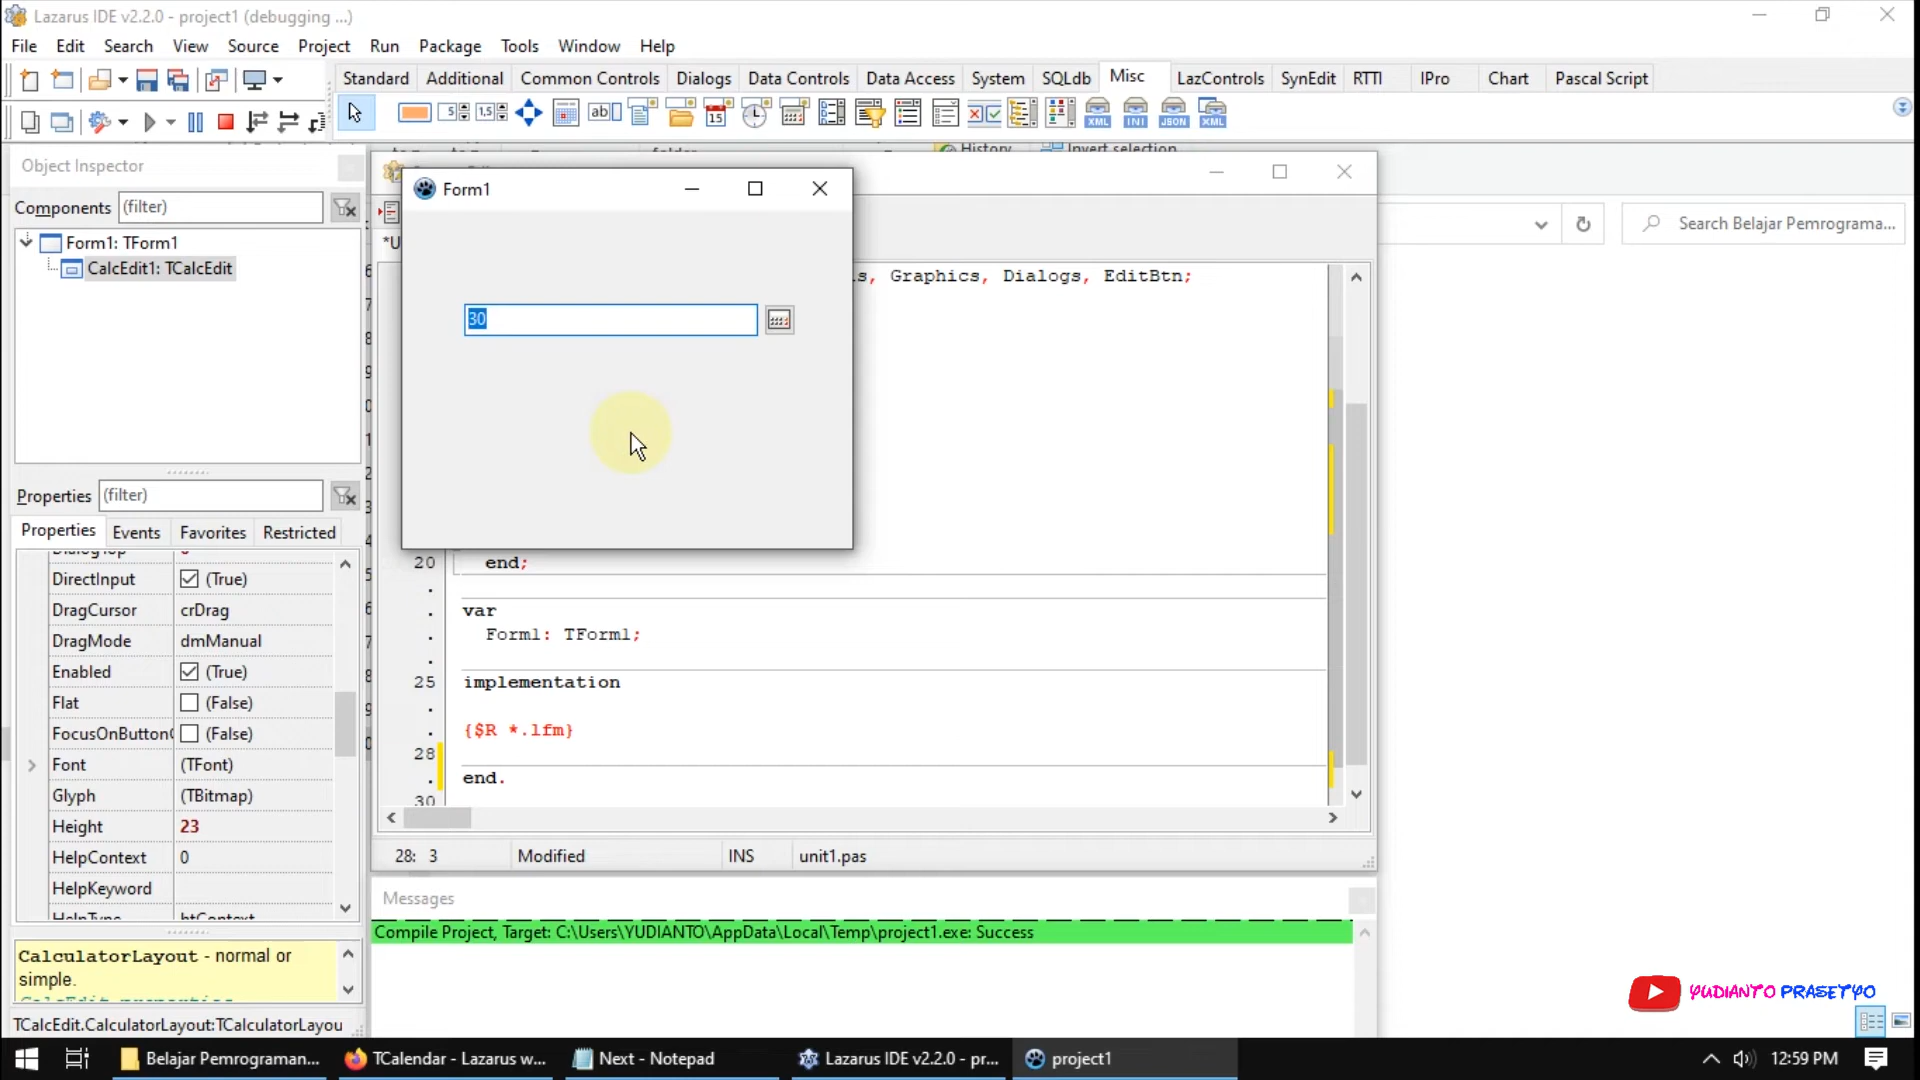 Lazarus IDE v2.2.0 - project1 (debugging ...)
File Edit Search View Source Project Run Package Tools Window Help
Standard Additional Common Controls Dialogs Data Controls Data Access System SQLdb Misc LazControls SynEdit RTTI IPro Chart Pascal Script
Object Inspector
Components (filter)
Form1: TForm1
CalcEdit1: TCalcEdit
Properties (filter)
Properties Events Favorites Restricted
DirectInput (True)
DragCursor crDrag
DragMode dmManual
Enabled (True)
Flat (False)
FocusOnButton (False)
Font (TFont)
Glyph (TBitmap)
Height 23
HelpContext 0
HelpKeyword
HelpType htContext
CalculatorLayout - normal or
simple.
CalcEdit properties
TCalcEdit.CalculatorLayout:TCalculatorLayou
History Invert selection
Form1
30
Search Belajar Pemrograma...
*U
s, Graphics, Dialogs, EditBtn;
20 end;
var
Form1: TForm1;
25 implementation
{$R *.lfm}
28
end.
30
28: 3 Modified INS unit1.pas
Messages
Compile Project, Target: C:\Users\YUDIANTO\AppData\Local\Temp\project1.exe: Success
YUDIANTO PRASETYO
Belajar Pemrograman... TCalendar - Lazarus w... Next - Notepad Lazarus IDE v2.2.0 - pr... project1 12:59 PM